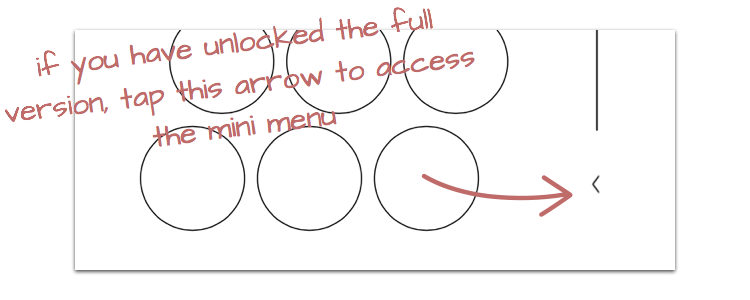 if you have unlocked the full
version, tap this arrow to access
the mini menu